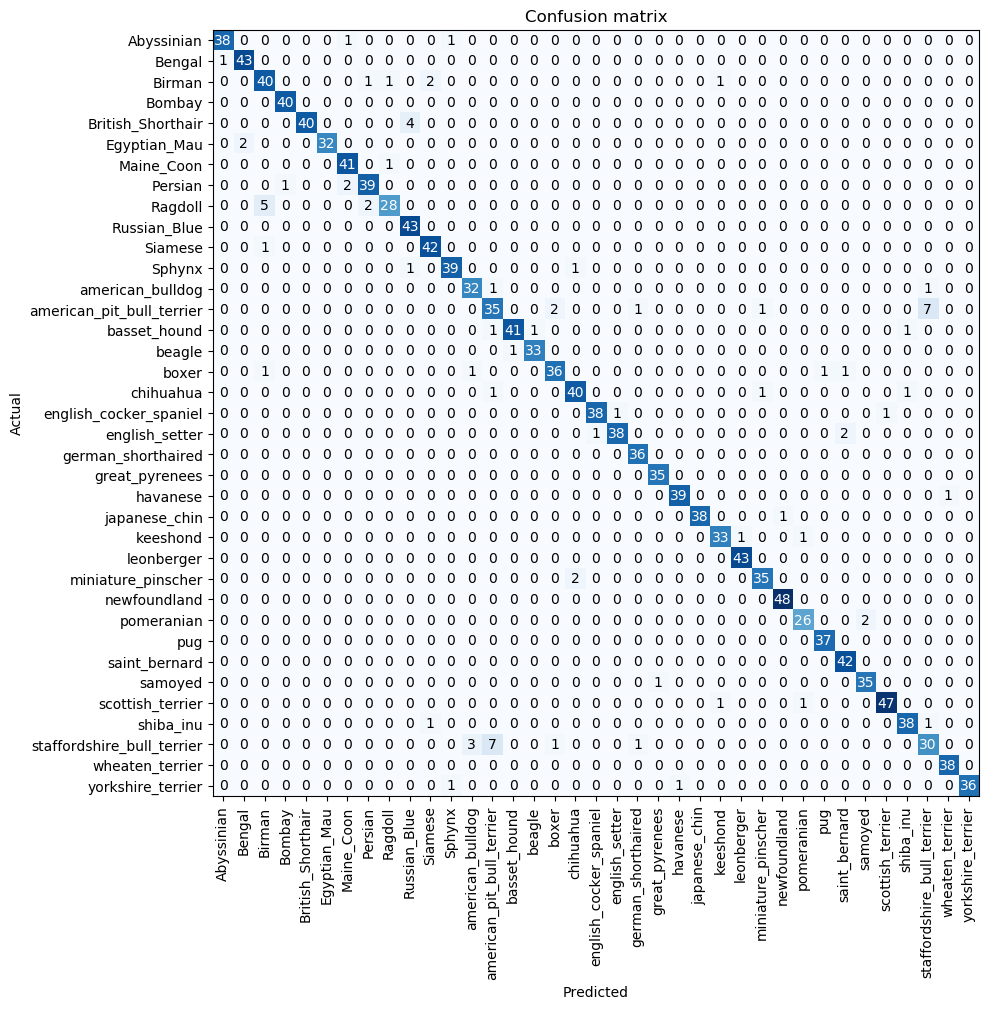 Confusion matrix
Actual
Abyssinian 38 0 0 0 0 0 1 0 0 0 0 1 0 0 0 0 0 0 0 0 0 0 0 0 0 0 0 0 0 0 0 0 0 0 0 0 0
Bengal 1 43 0 0 0 0 0 0 0 0 0 0 0 0 0 0 0 0 0 0 0 0 0 0 0 0 0 0 0 0 0 0 0 0 0 0 0
Birman 0 0 40 0 0 0 0 1 1 0 2 0 0 0 0 0 0 0 0 0 0 0 0 0 1 0 0 0 0 0 0 0 0 0 0 0 0
Bombay 0 0 0 40 0 0 0 0 0 0 0 0 0 0 0 0 0 0 0 0 0 0 0 0 0 0 0 0 0 0 0 0 0 0 0 0 0
British_Shorthair 0 0 0 0 40 0 0 0 0 4 0 0 0 0 0 0 0 0 0 0 0 0 0 0 0 0 0 0 0 0 0 0 0 0 0 0 0
Egyptian_Mau 0 2 0 0 0 32 0 0 0 0 0 0 0 0 0 0 0 0 0 0 0 0 0 0 0 0 0 0 0 0 0 0 0 0 0 0 0
Maine_Coon 0 0 0 0 0 0 41 0 1 0 0 0 0 0 0 0 0 0 0 0 0 0 0 0 0 0 0 0 0 0 0 0 0 0 0 0 0
Persian 0 0 0 1 0 0 2 39 0 0 0 0 0 0 0 0 0 0 0 0 0 0 0 0 0 0 0 0 0 0 0 0 0 0 0 0 0
Ragdoll 0 0 5 0 0 0 0 2 28 0 0 0 0 0 0 0 0 0 0 0 0 0 0 0 0 0 0 0 0 0 0 0 0 0 0 0 0
Russian_Blue 0 0 0 0 0 0 0 0 0 43 0 0 0 0 0 0 0 0 0 0 0 0 0 0 0 0 0 0 0 0 0 0 0 0 0 0 0
Siamese 0 0 1 0 0 0 0 0 0 0 42 0 0 0 0 0 0 0 0 0 0 0 0 0 0 0 0 0 0 0 0 0 0 0 0 0 0
Sphynx 0 0 0 0 0 0 0 0 0 1 0 39 0 0 0 0 0 1 0 0 0 0 0 0 0 0 0 0 0 0 0 0 0 0 0 0 0
american_bulldog 0 0 0 0 0 0 0 0 0 0 0 0 32 1 0 0 0 0 0 0 0 0 0 0 0 0 0 0 0 0 0 0 0 0 1 0 0
american_pit_bull_terrier 0 0 0 0 0 0 0 0 0 0 0 0 0 35 0 0 2 0 0 0 1 0 0 0 0 0 1 0 0 0 0 0 0 0 7 0 0
basset_hound 0 0 0 0 0 0 0 0 0 0 0 0 0 1 41 1 0 0 0 0 0 0 0 0 0 0 0 0 0 0 0 0 0 1 0 0 0
beagle 0 0 0 0 0 0 0 0 0 0 0 0 0 0 1 33 0 0 0 0 0 0 0 0 0 0 0 0 0 0 0 0 0 0 0 0 0
boxer 0 0 1 0 0 0 0 0 0 0 0 0 1 0 0 0 36 0 0 0 0 0 0 0 0 0 0 0 0 1 1 0 0 0 0 0 0
chihuahua 0 0 0 0 0 0 0 0 0 0 0 0 0 1 0 0 0 40 0 0 0 0 0 0 0 0 1 0 0 0 0 0 0 1 0 0 0
english_cocker_spaniel 0 0 0 0 0 0 0 0 0 0 0 0 0 0 0 0 0 0 38 1 0 0 0 0 0 0 0 0 0 0 0 0 1 0 0 0 0
english_setter 0 0 0 0 0 0 0 0 0 0 0 0 0 0 0 0 0 0 1 38 0 0 0 0 0 0 0 0 0 0 2 0 0 0 0 0 0
german_shorthaired 0 0 0 0 0 0 0 0 0 0 0 0 0 0 0 0 0 0 0 0 36 0 0 0 0 0 0 0 0 0 0 0 0 0 0 0 0
great_pyrenees 0 0 0 0 0 0 0 0 0 0 0 0 0 0 0 0 0 0 0 0 0 35 0 0 0 0 0 0 0 0 0 0 0 0 0 0 0
havanese 0 0 0 0 0 0 0 0 0 0 0 0 0 0 0 0 0 0 0 0 0 0 39 0 0 0 0 0 0 0 0 0 0 0 0 1 0
japanese_chin 0 0 0 0 0 0 0 0 0 0 0 0 0 0 0 0 0 0 0 0 0 0 0 38 0 0 0 1 0 0 0 0 0 0 0 0 0
keeshond 0 0 0 0 0 0 0 0 0 0 0 0 0 0 0 0 0 0 0 0 0 0 0 0 33 1 0 0 1 0 0 0 0 0 0 0 0
leonberger 0 0 0 0 0 0 0 0 0 0 0 0 0 0 0 0 0 0 0 0 0 0 0 0 0 43 0 0 0 0 0 0 0 0 0 0 0
miniature_pinscher 0 0 0 0 0 0 0 0 0 0 0 0 0 0 0 0 0 2 0 0 0 0 0 0 0 0 35 0 0 0 0 0 0 0 0 0 0
newfoundland 0 0 0 0 0 0 0 0 0 0 0 0 0 0 0 0 0 0 0 0 0 0 0 0 0 0 0 48 0 0 0 0 0 0 0 0 0
pomeranian 0 0 0 0 0 0 0 0 0 0 0 0 0 0 0 0 0 0 0 0 0 0 0 0 0 0 0 0 26 0 0 2 0 0 0 0 0
pug 0 0 0 0 0 0 0 0 0 0 0 0 0 0 0 0 0 0 0 0 0 0 0 0 0 0 0 0 0 37 0 0 0 0 0 0 0
saint_bernard 0 0 0 0 0 0 0 0 0 0 0 0 0 0 0 0 0 0 0 0 0 0 0 0 0 0 0 0 0 0 42 0 0 0 0 0 0
samoyed 0 0 0 0 0 0 0 0 0 0 0 0 0 0 0 0 0 0 0 0 0 1 0 0 0 0 0 0 0 0 0 35 0 0 0 0 0
scottish_terrier 0 0 0 0 0 0 0 0 0 0 0 0 0 0 0 0 0 0 0 0 0 0 0 0 1 0 0 0 1 0 0 0 47 0 0 0 0
shiba_inu 0 0 0 0 0 0 0 0 0 0 1 0 0 0 0 0 0 0 0 0 0 0 0 0 0 0 0 0 0 0 0 0 0 38 1 0 0
staffordshire_bull_terrier 0 0 0 0 0 0 0 0 0 0 0 0 3 7 0 0 1 0 0 0 1 0 0 0 0 0 0 0 0 0 0 0 0 0 30 0 0
wheaten_terrier 0 0 0 0 0 0 0 0 0 0 0 0 0 0 0 0 0 0 0 0 0 0 0 0 0 0 0 0 0 0 0 0 0 0 0 38 0
yorkshire_terrier 0 0 0 0 0 0 0 0 0 0 0 1 0 0 0 0 0 0 0 0 0 0 1 0 0 0 0 0 0 0 0 0 0 0 0 0 36
Abyssinian
Bengal
Birman
Bombay
British_Shorthair
Egyptian_Mau
Maine_Coon
Persian
Ragdoll
Russian_Blue
Siamese
Sphynx
american_bulldog
american_pit_bull_terrier
basset_hound
beagle
boxer
chihuahua
english_cocker_spaniel
english_setter
german_shorthaired
great_pyrenees
havanese
japanese_chin
keeshond
leonberger
miniature_pinscher
newfoundland
pomeranian
pug
saint_bernard
samoyed
scottish_terrier
shiba_inu
staffordshire_bull_terrier
wheaten_terrier
yorkshire_terrier
Predicted